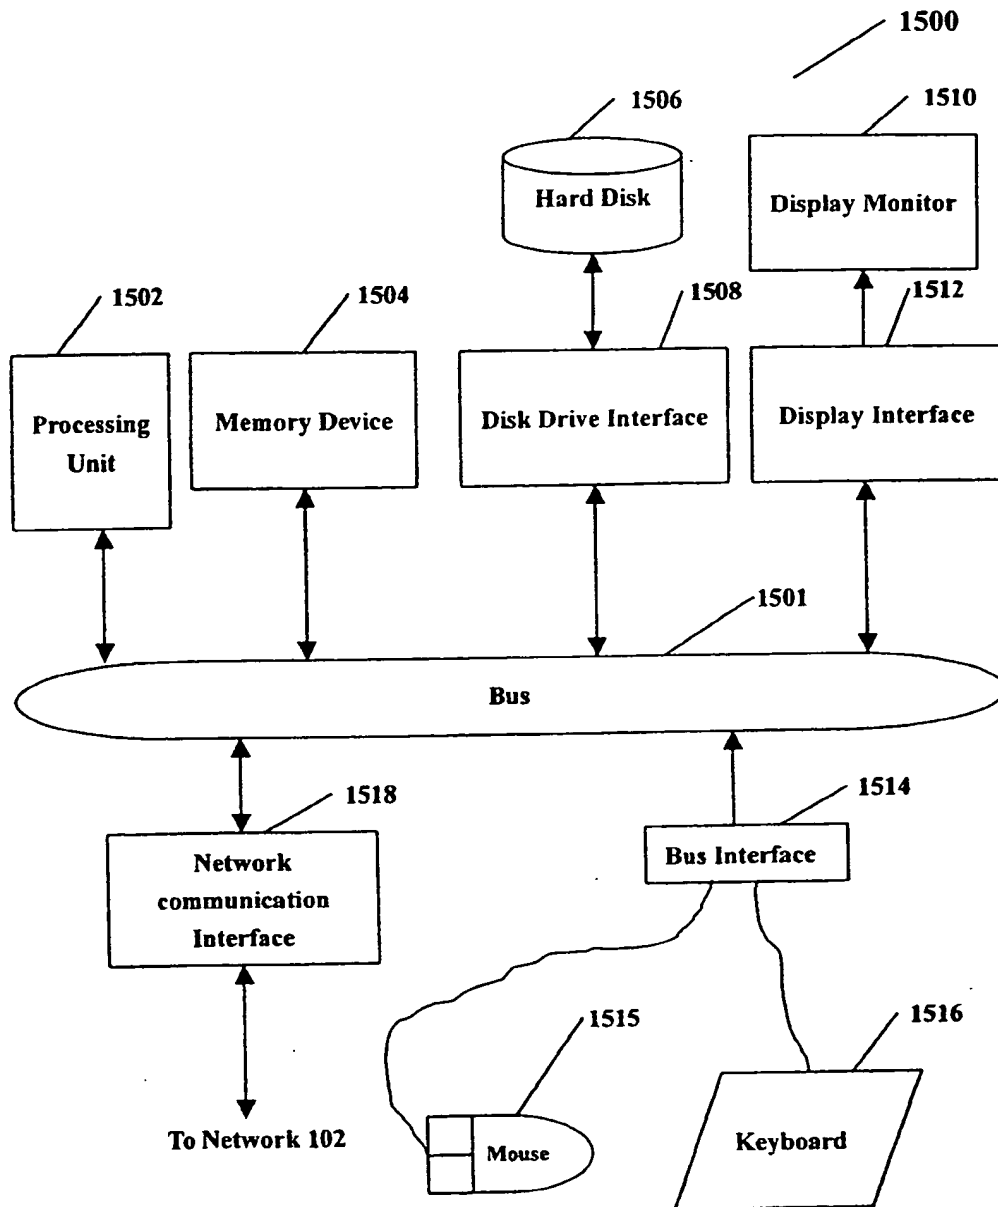 1500
1506
1510
Hard Disk
Display Monitor
1502
1504
1508
1512
Processing
Unit
Memory Device
Disk Drive Interface
Display Interface
1501
Bus
1518
1514
Network
communication
Interface
Bus Interface
1515
1516
To Network 102
Mouse
Keyboard